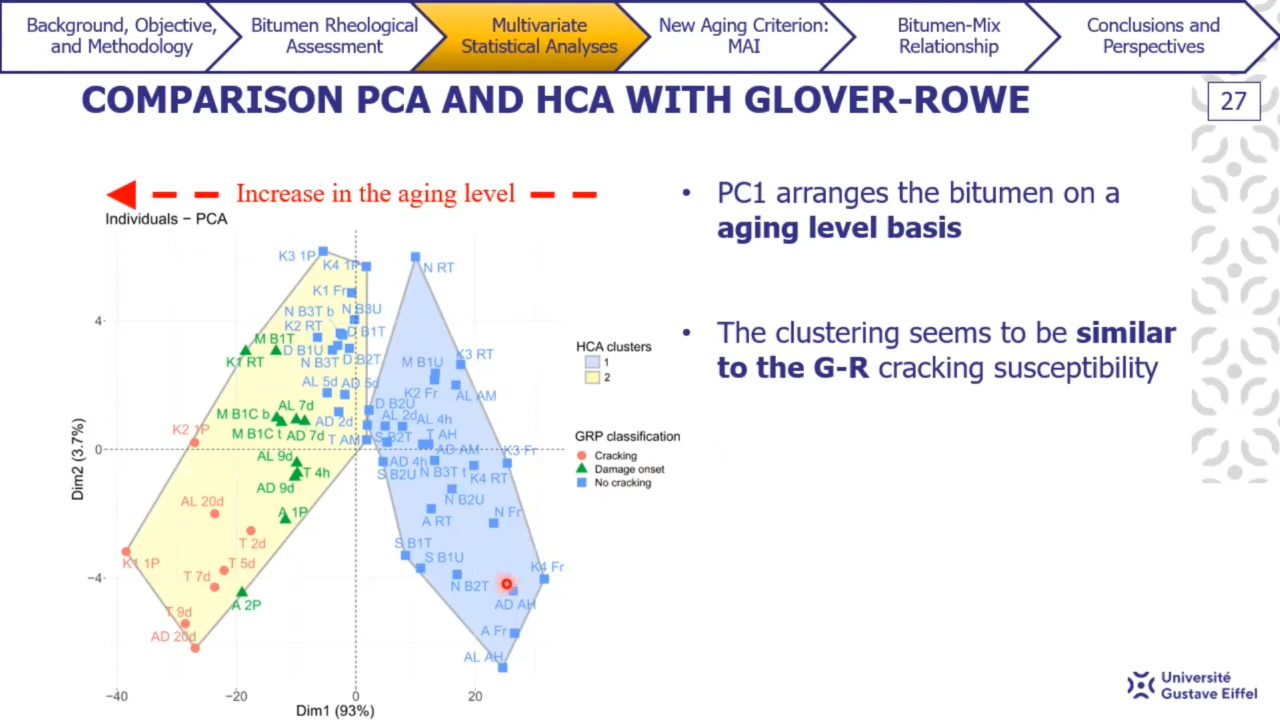 Background, Objective,
and Methodology
Bitumen Rheological
Assessment
Multivariate
Statistical Analyses
New Aging Criterion:
MAI
Bitumen-Mix
Relationship
Conclusions and
Perspectives
COMPARISON PCA AND HCA WITH GLOVER-ROWE
27
Increase in the aging level
Individuals − PCA
K3 1P
K4 1P
N RT
K1 Fr
N B3T b
N B3U
K2 RT
D B1T
M B1T
D B1U
D B2T
K1 RT
N B3T
M B1U
K3 RT
AL 5d
AD 5d
K2 Fr
AL AM
AL 7d
D B2U
M B1C b
AL 2d
AL 4h
AD 2d
K2 1P
M B1C t
AD 7d
T AM
S B2T
T AH
AD AM
K3 Fr
AL 9d
AD 4h
T 4h
S B2U
N B3T t
K4 RT
AD 9d
N B2U
AL 20d
A 1P
A RT
N Fr
T 2d
S B1T
K1 1P
T 5d
S B1U
K4 Fr
T 7d
N B2T
A 2P
AD AH
T 9d
AD 20d
A Fr
AL AH
4
0
−4
−40
−20
0
20
Dim1 (93%)
Dim2 (3.7%)
HCA clusters
1
2
GRP classification
Cracking
Damage onset
No cracking
• PC1 arranges the bitumen on a
aging level basis
• The clustering seems to be similar
to the G-R cracking susceptibility
Université
Gustave Eiffel